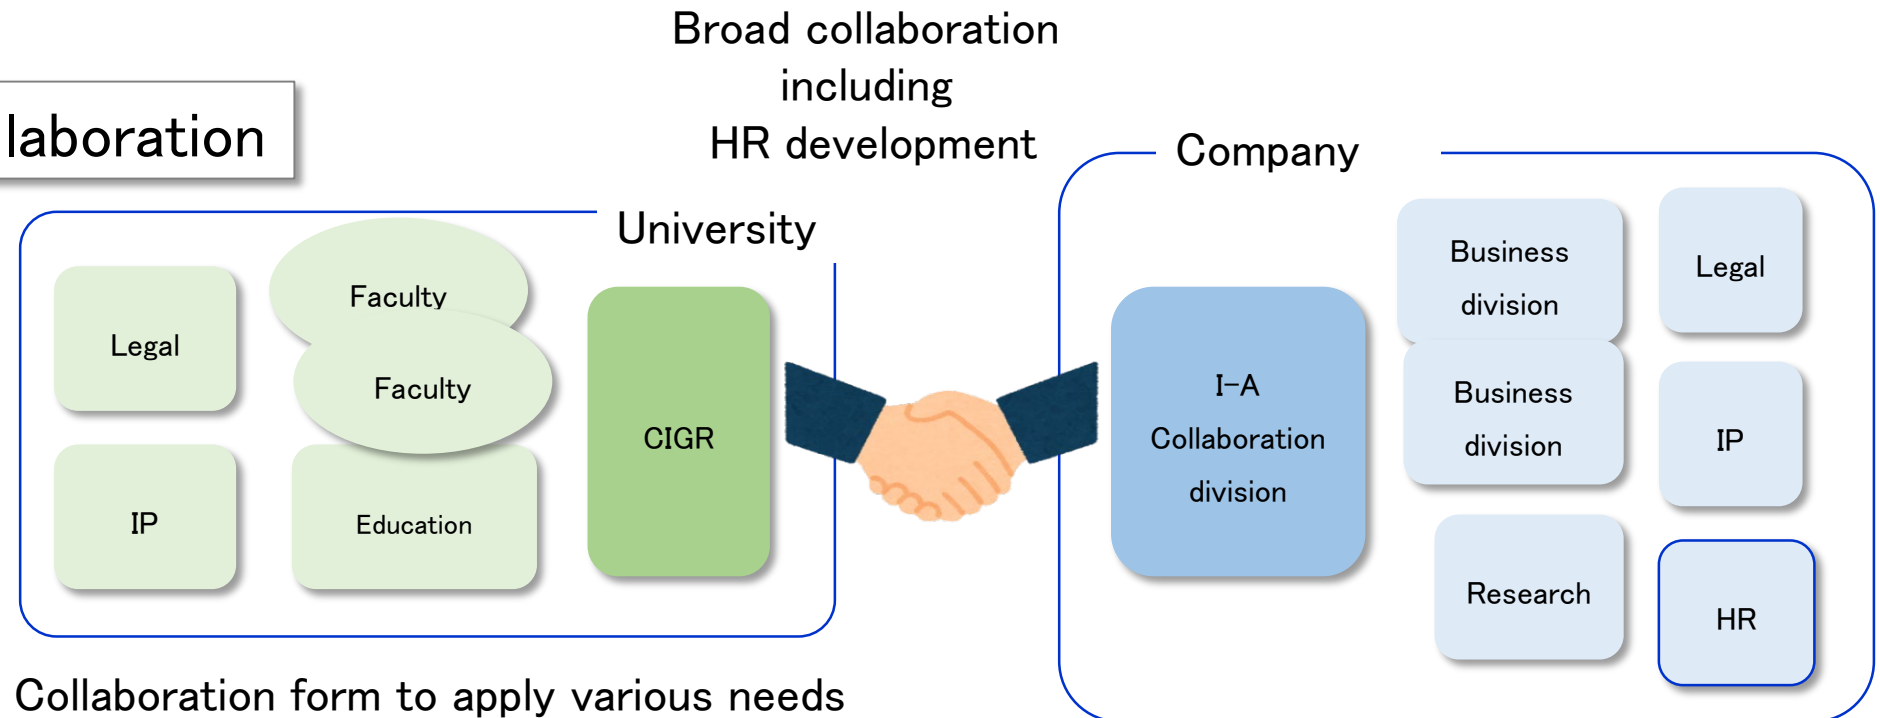 Broad collaboration
including
HR development
laboration
University
Legal
Faculty
Faculty
IP
Education
CIGR
Company
I-A
Collaboration
division
Business
division
Business
division
Research
Legal
IP
HR
Collaboration form to apply various needs